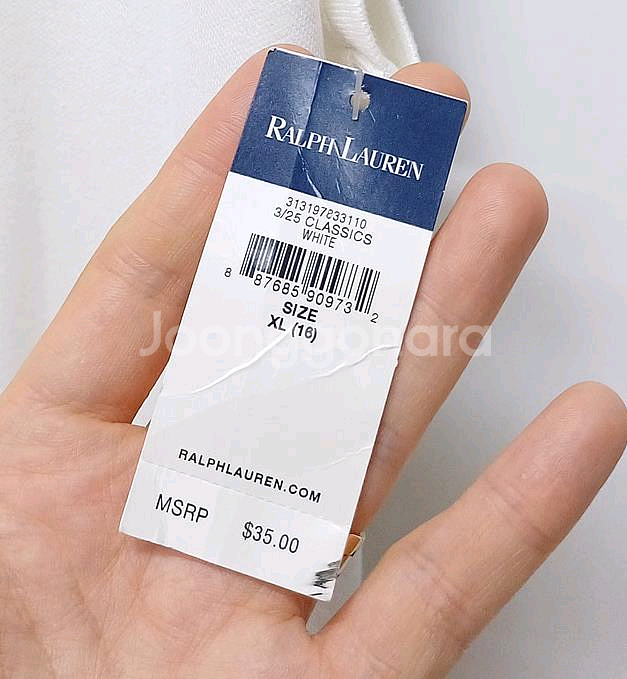 RALPH LAUREN
313197833110
3/25 CLASSICS
WHITE
8 87685 90973 2
SIZE
XL (16)
Joonggonara
RALPHLAUREN.COM
MSRP $35.00